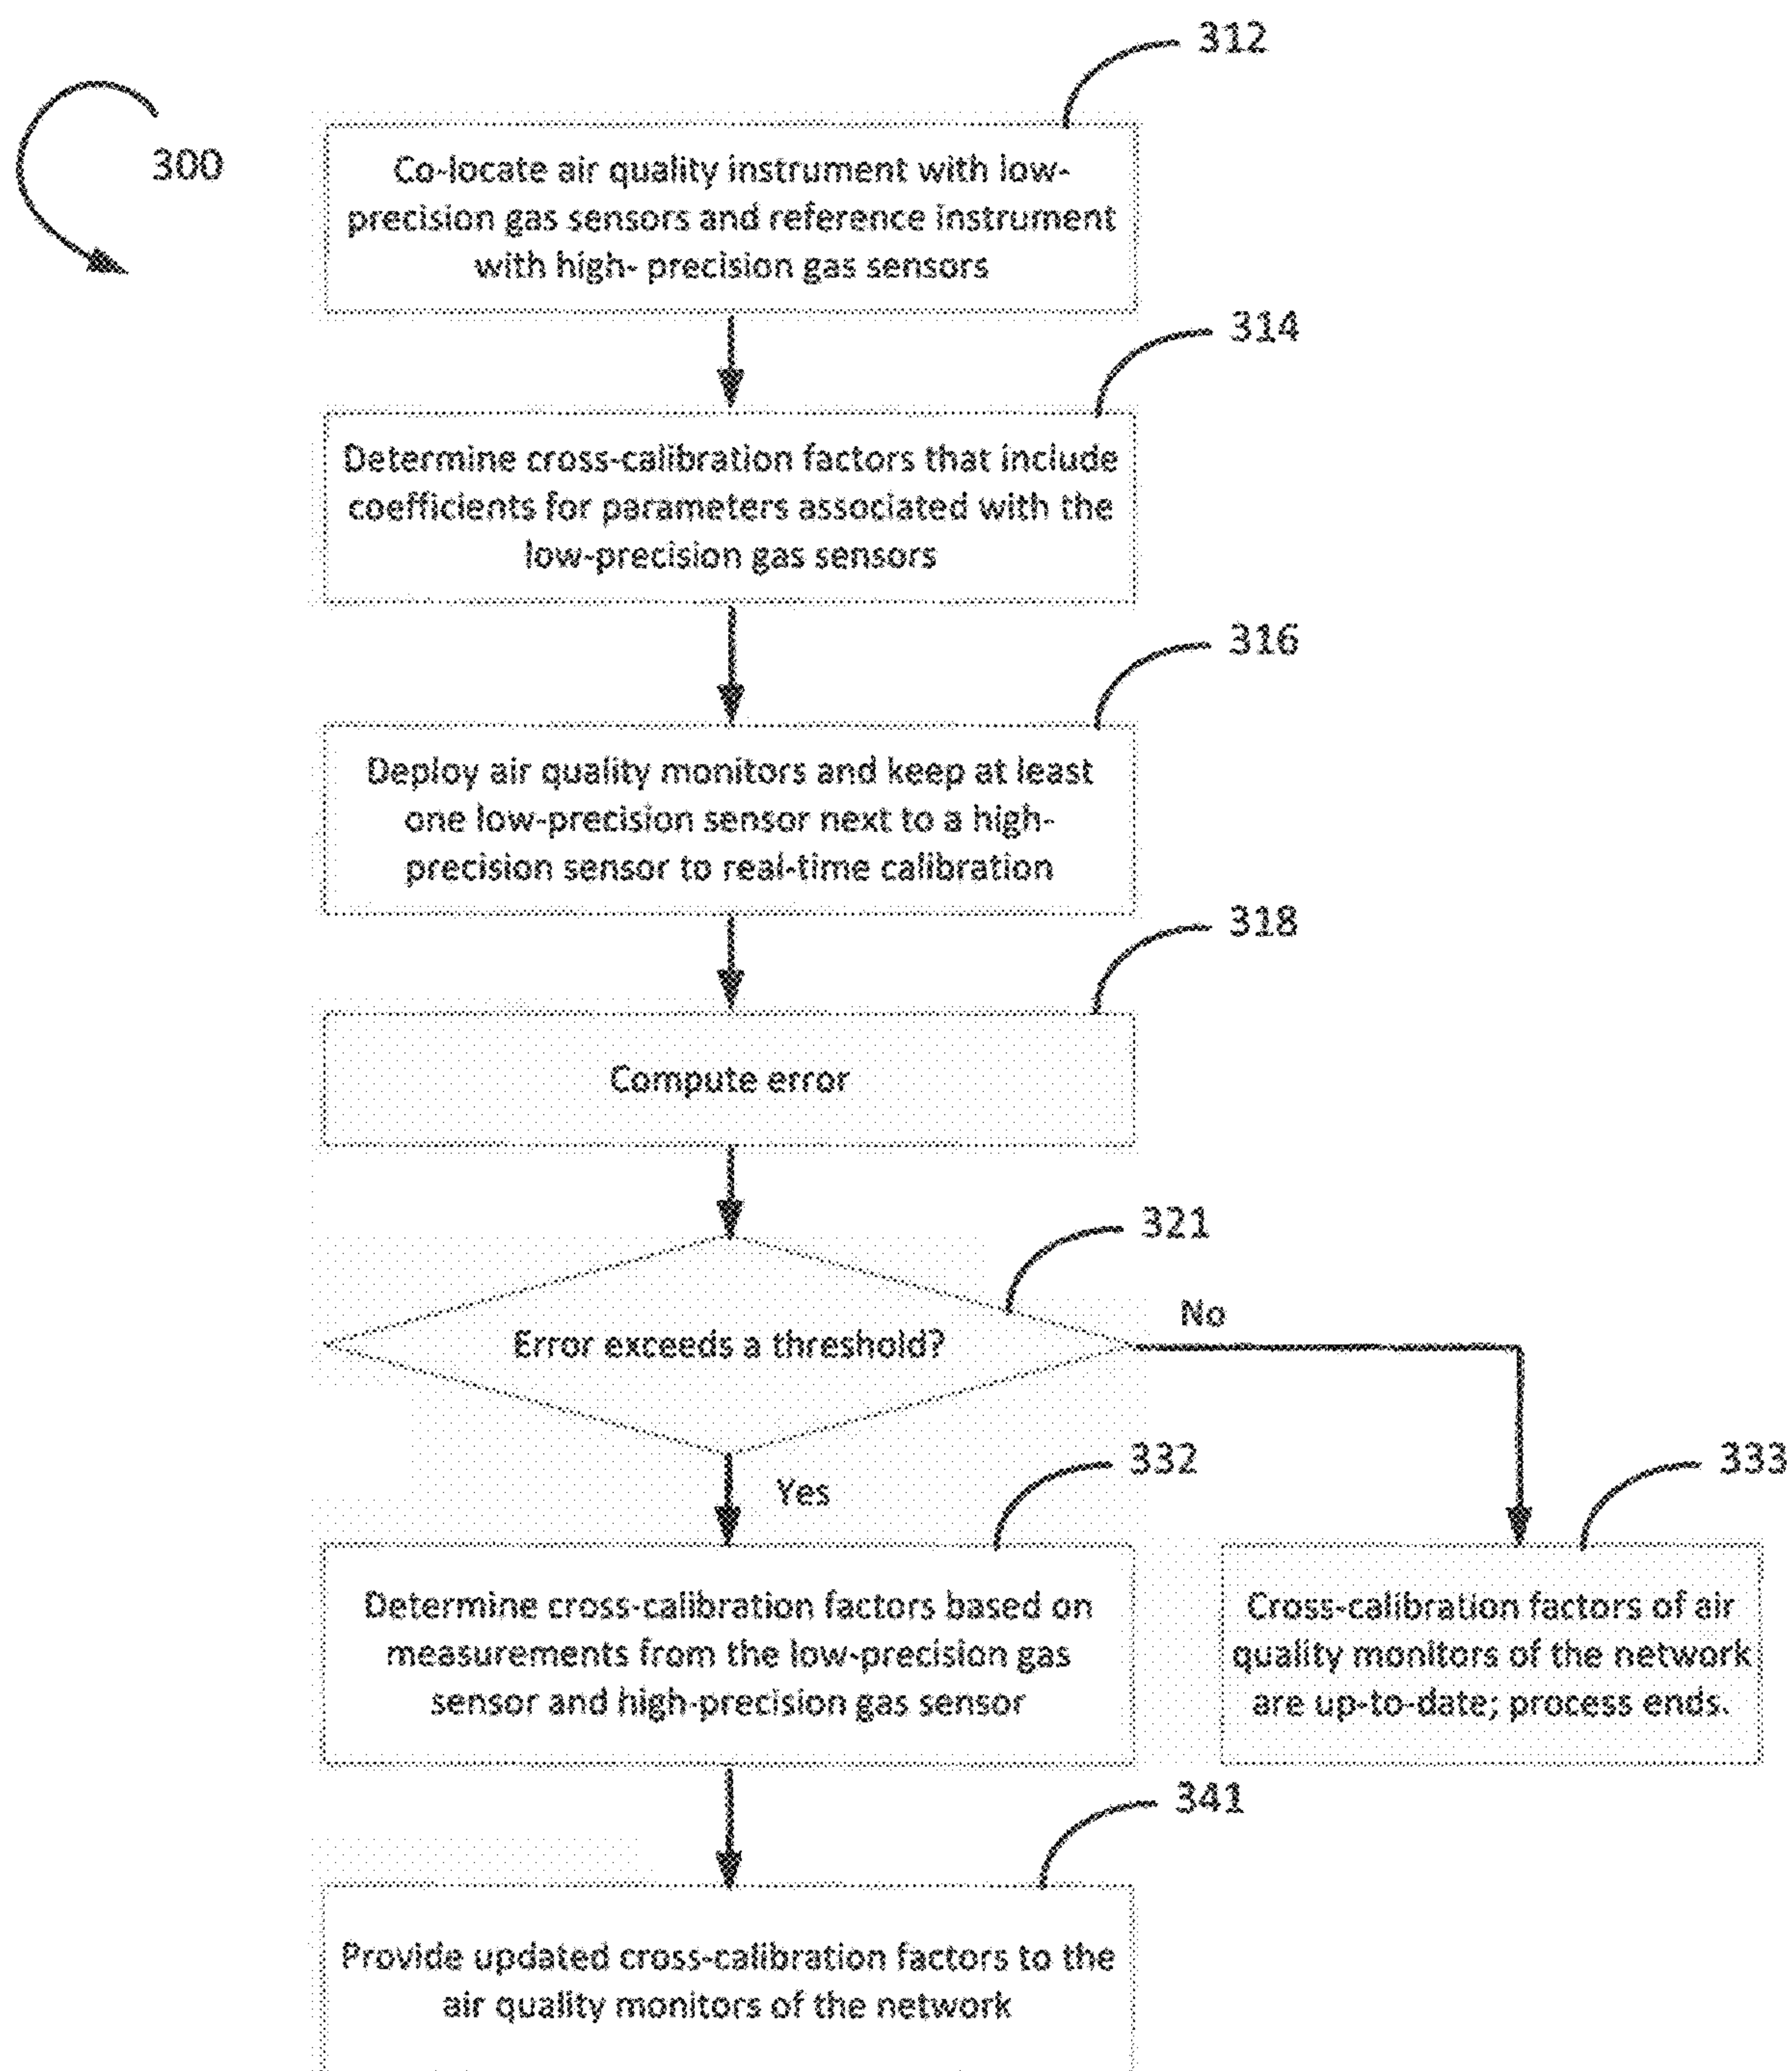 312
300
Co-locate air quality instrument with low-
precision gas sensors and reference instrument
with high- precision gas sensors
314
Determine cross-calibration factors that include
coefficients for parameters associated with the
low-precision gas sensors
316
Deploy air quality monitors and keep at least
one low-precision sensor next to a high-
precision sensor to real-time calibration
318
Compute error
321
Error exceeds a threshold?
No
Yes
332
333
Determine cross-calibration factors based on
measurements from the low-precision gas
sensor and high-precision gas sensor
Cross-calibration factors of air
quality monitors of the network
are up-to-date; process ends.
341
Provide updated cross-calibration factors to the
air quality monitors of the network